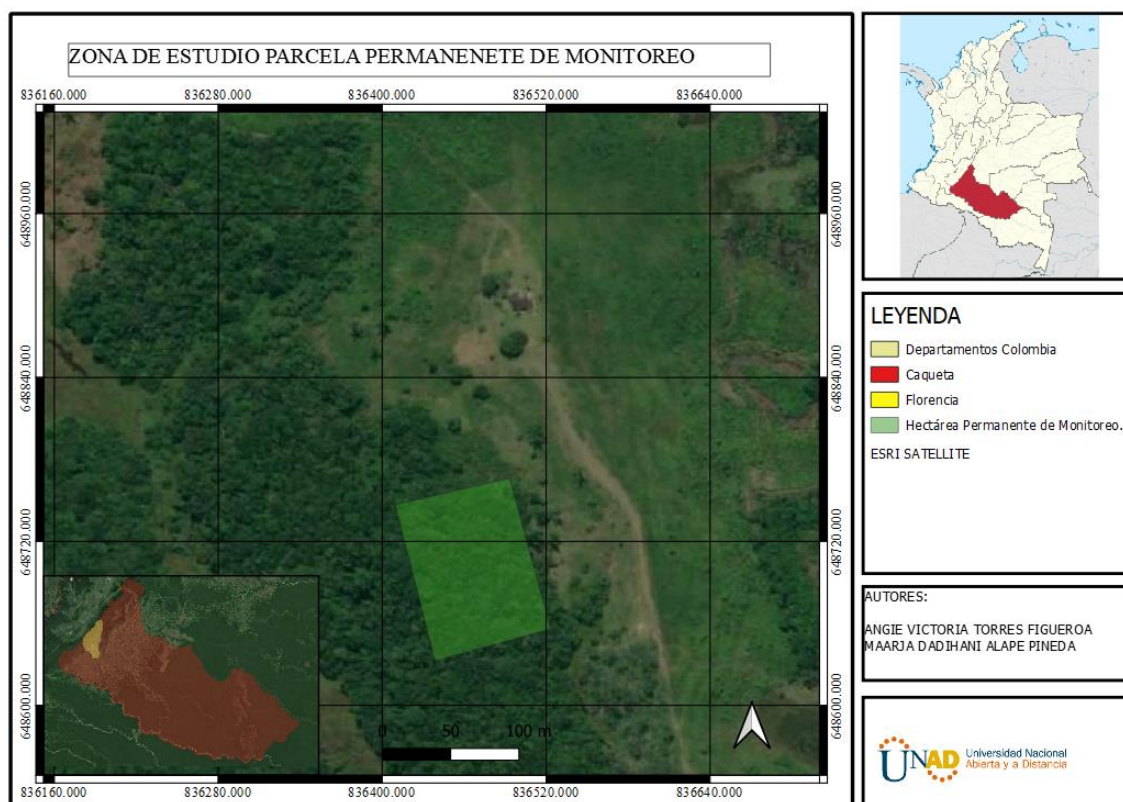 ZONA DE ESTUDIO PARCELA PERMANENETE DE MONITOREO
836160.000 836280.000 836400.000 836520.000 836640.000
648960.000 648960.000
648840.000 648840.000
648720.000 648720.000
648600.000 648600.000
0 50 100 m
836160.000 836280.000 836400.000 836520.000 836640.000
LEYENDA
Departamentos Colombia
Caqueta
Florencia
Hectárea Permanente de Monitoreo.
ESRI SATELLITE
AUTORES:
ANGIE VICTORIA TORRES FIGUEROA
MAARJA DADIHANI ALAPE PINEDA
UNAD Universidad Nacional
Abierta y a Distancia